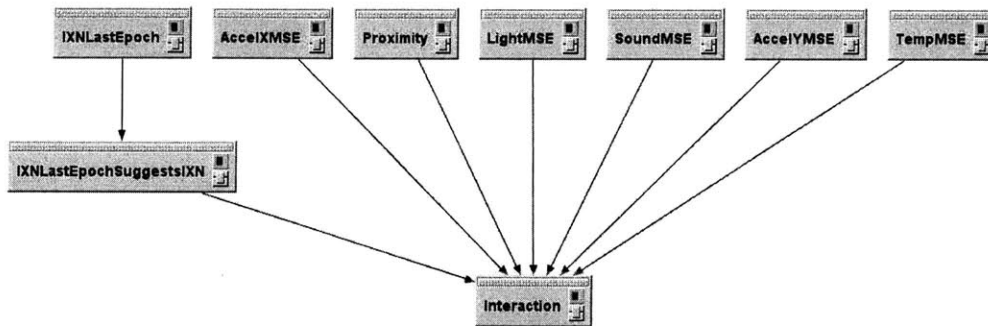 IXNLastEpoch
AccelXMSE
Proximity
LightMSE
SoundMSE
AccelYMSE
TempMSE
IXNLastEpochSuggestsIXN
Interaction